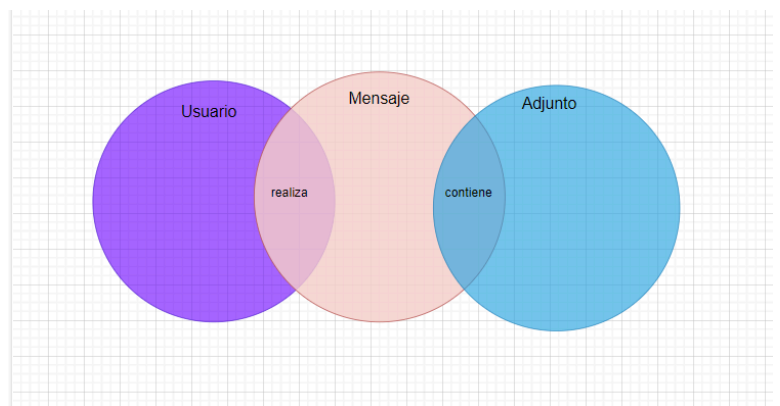 Usuario
Mensaje
Adjunto
realiza
contiene